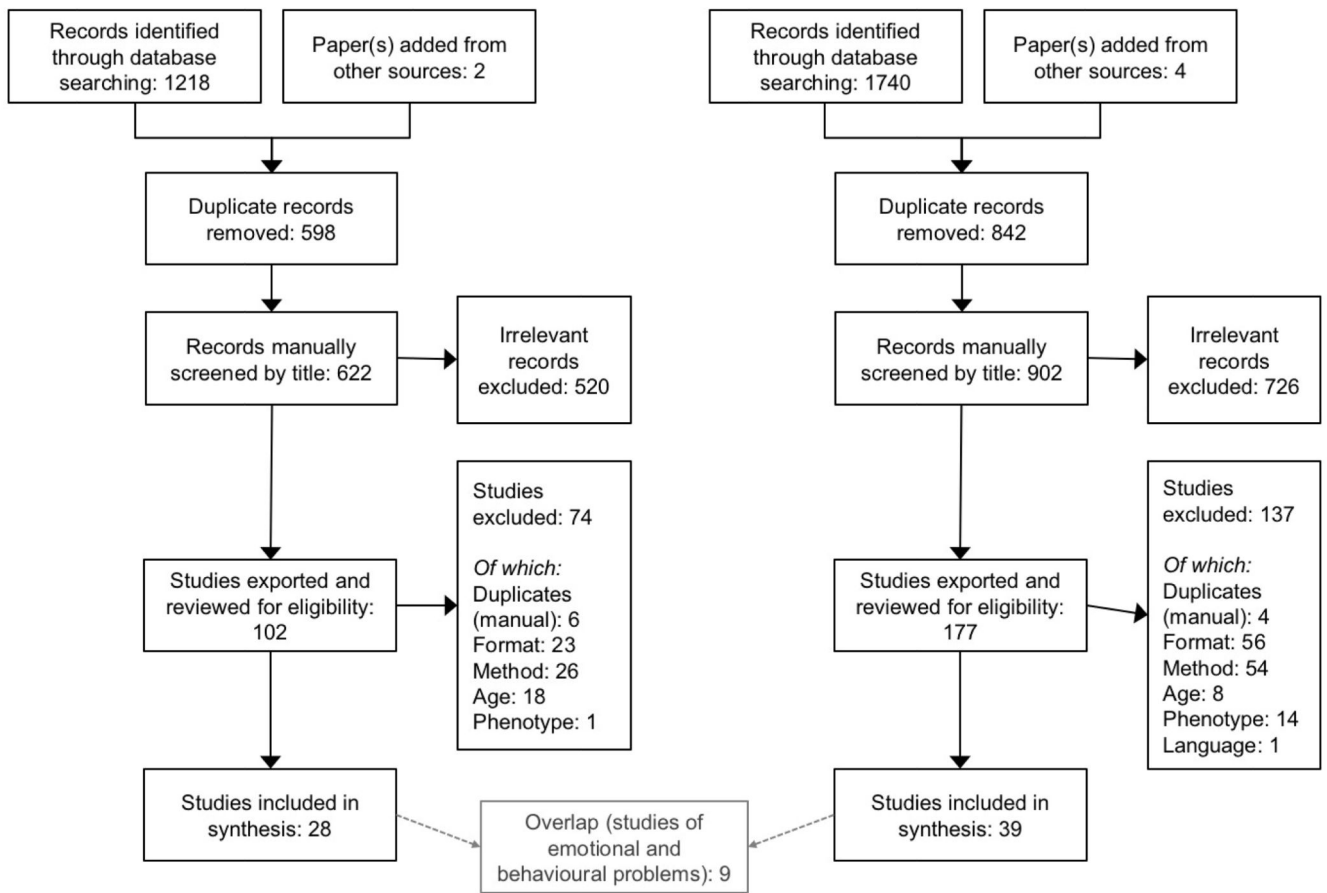 Records identified
through database
searching: 1218
Paper(s) added from
other sources: 2
Duplicate records
removed: 598
Records manually
screened by title: 622
Irrelevant
records
excluded: 520
Studies
excluded: 74
Of which:
Duplicates
(manual): 6
Format: 23
Method: 26
Age: 18
Phenotype: 1
Studies exported and
reviewed for eligibility:
102
Studies included in
synthesis: 28
Records identified
through database
searching: 1740
Paper(s) added from
other sources: 4
Duplicate records
removed: 842
Records manually
screened by title: 902
Irrelevant
records
excluded: 726
Studies
excluded: 137
Of which:
Duplicates
(manual): 4
Format: 56
Method: 54
Age: 8
Phenotype: 14
Language: 1
Studies exported and
reviewed for eligibility:
177
Studies included in
synthesis: 39
Overlap (studies of
emotional and
behavioural problems): 9